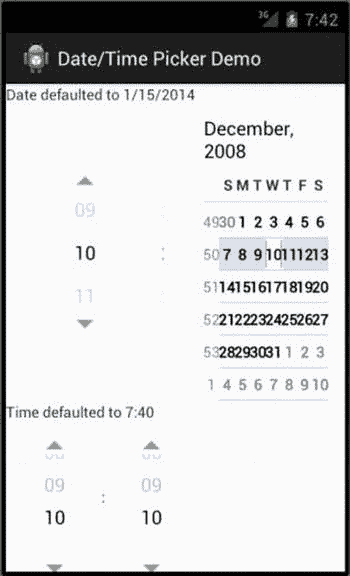 3G 7:42
Date/Time Picker Demo
Date defaulted to 1/15/2014
December,
2008
S M T W T F S
49 30 1 2 3 4 5 6
09
50 7 8 9 10 11 12 13
10 :
51 14 15 16 17 18 19 20
11
52 21 22 23 24 25 26 27
53 28 29 30 31 1 2 3
1 4 5 6 7 8 9 10
Time defaulted to 7:40
09 : 09
10 10